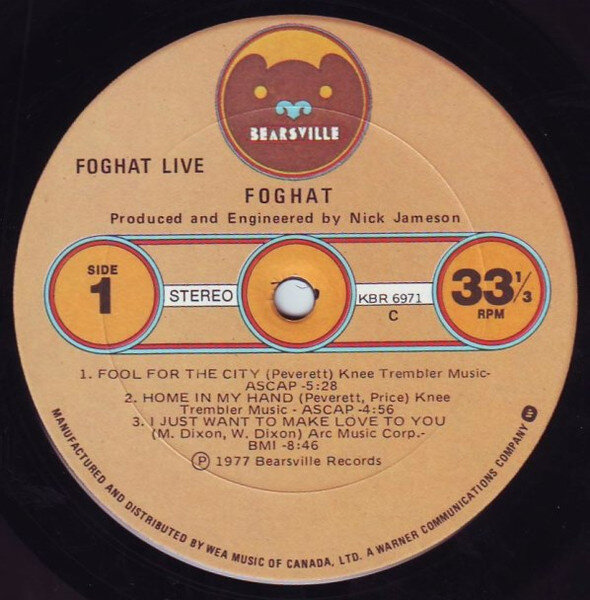 BEARSVILLE
FOGHAT LIVE
FOGHAT
Produced and Engineered by Nick Jameson
SIDE
1
STEREO
KBR 6971
C
33 1/3
RPM
1. FOOL FOR THE CITY (Peverett) Knee Trembler Music-
ASCAP -5:28
2. HOME IN MY HAND (Peverett, Price) Knee
Trembler Music - ASCAP -4:56
3. I JUST WANT TO MAKE LOVE TO YOU
(M. Dixon, W. Dixon) Arc Music Corp.-
BMI -8:46
Ⓟ 1977 Bearsville Records
MANUFACTURED AND DISTRIBUTED BY WEA MUSIC OF CANADA, LTD. A WARNER COMMUNICATIONS COMPANY